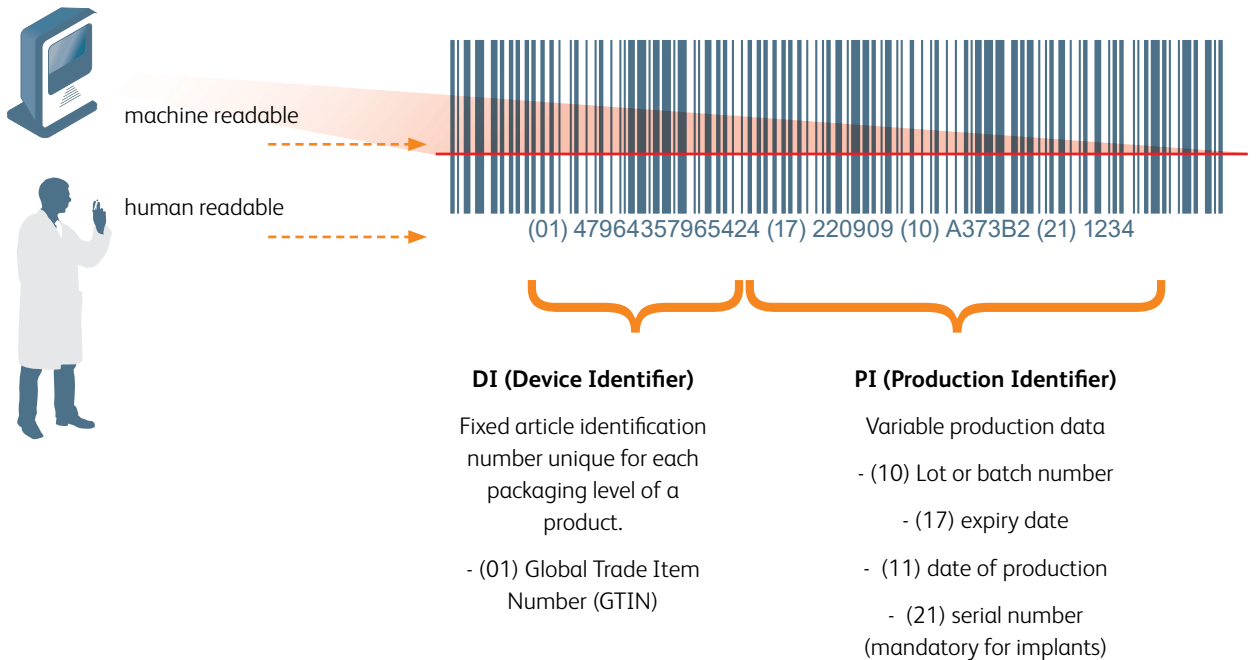 machine readable
human readable
(01) 47964357965424 (17) 220909 (10) A373B2 (21) 1234
DI (Device Identifier)
Fixed article identification
number unique for each
packaging level of a
product.
- (01) Global Trade Item
Number (GTIN)
PI (Production Identifier)
Variable production data
- (10) Lot or batch number
- (17) expiry date
- (11) date of production
- (21) serial number
(mandatory for implants)